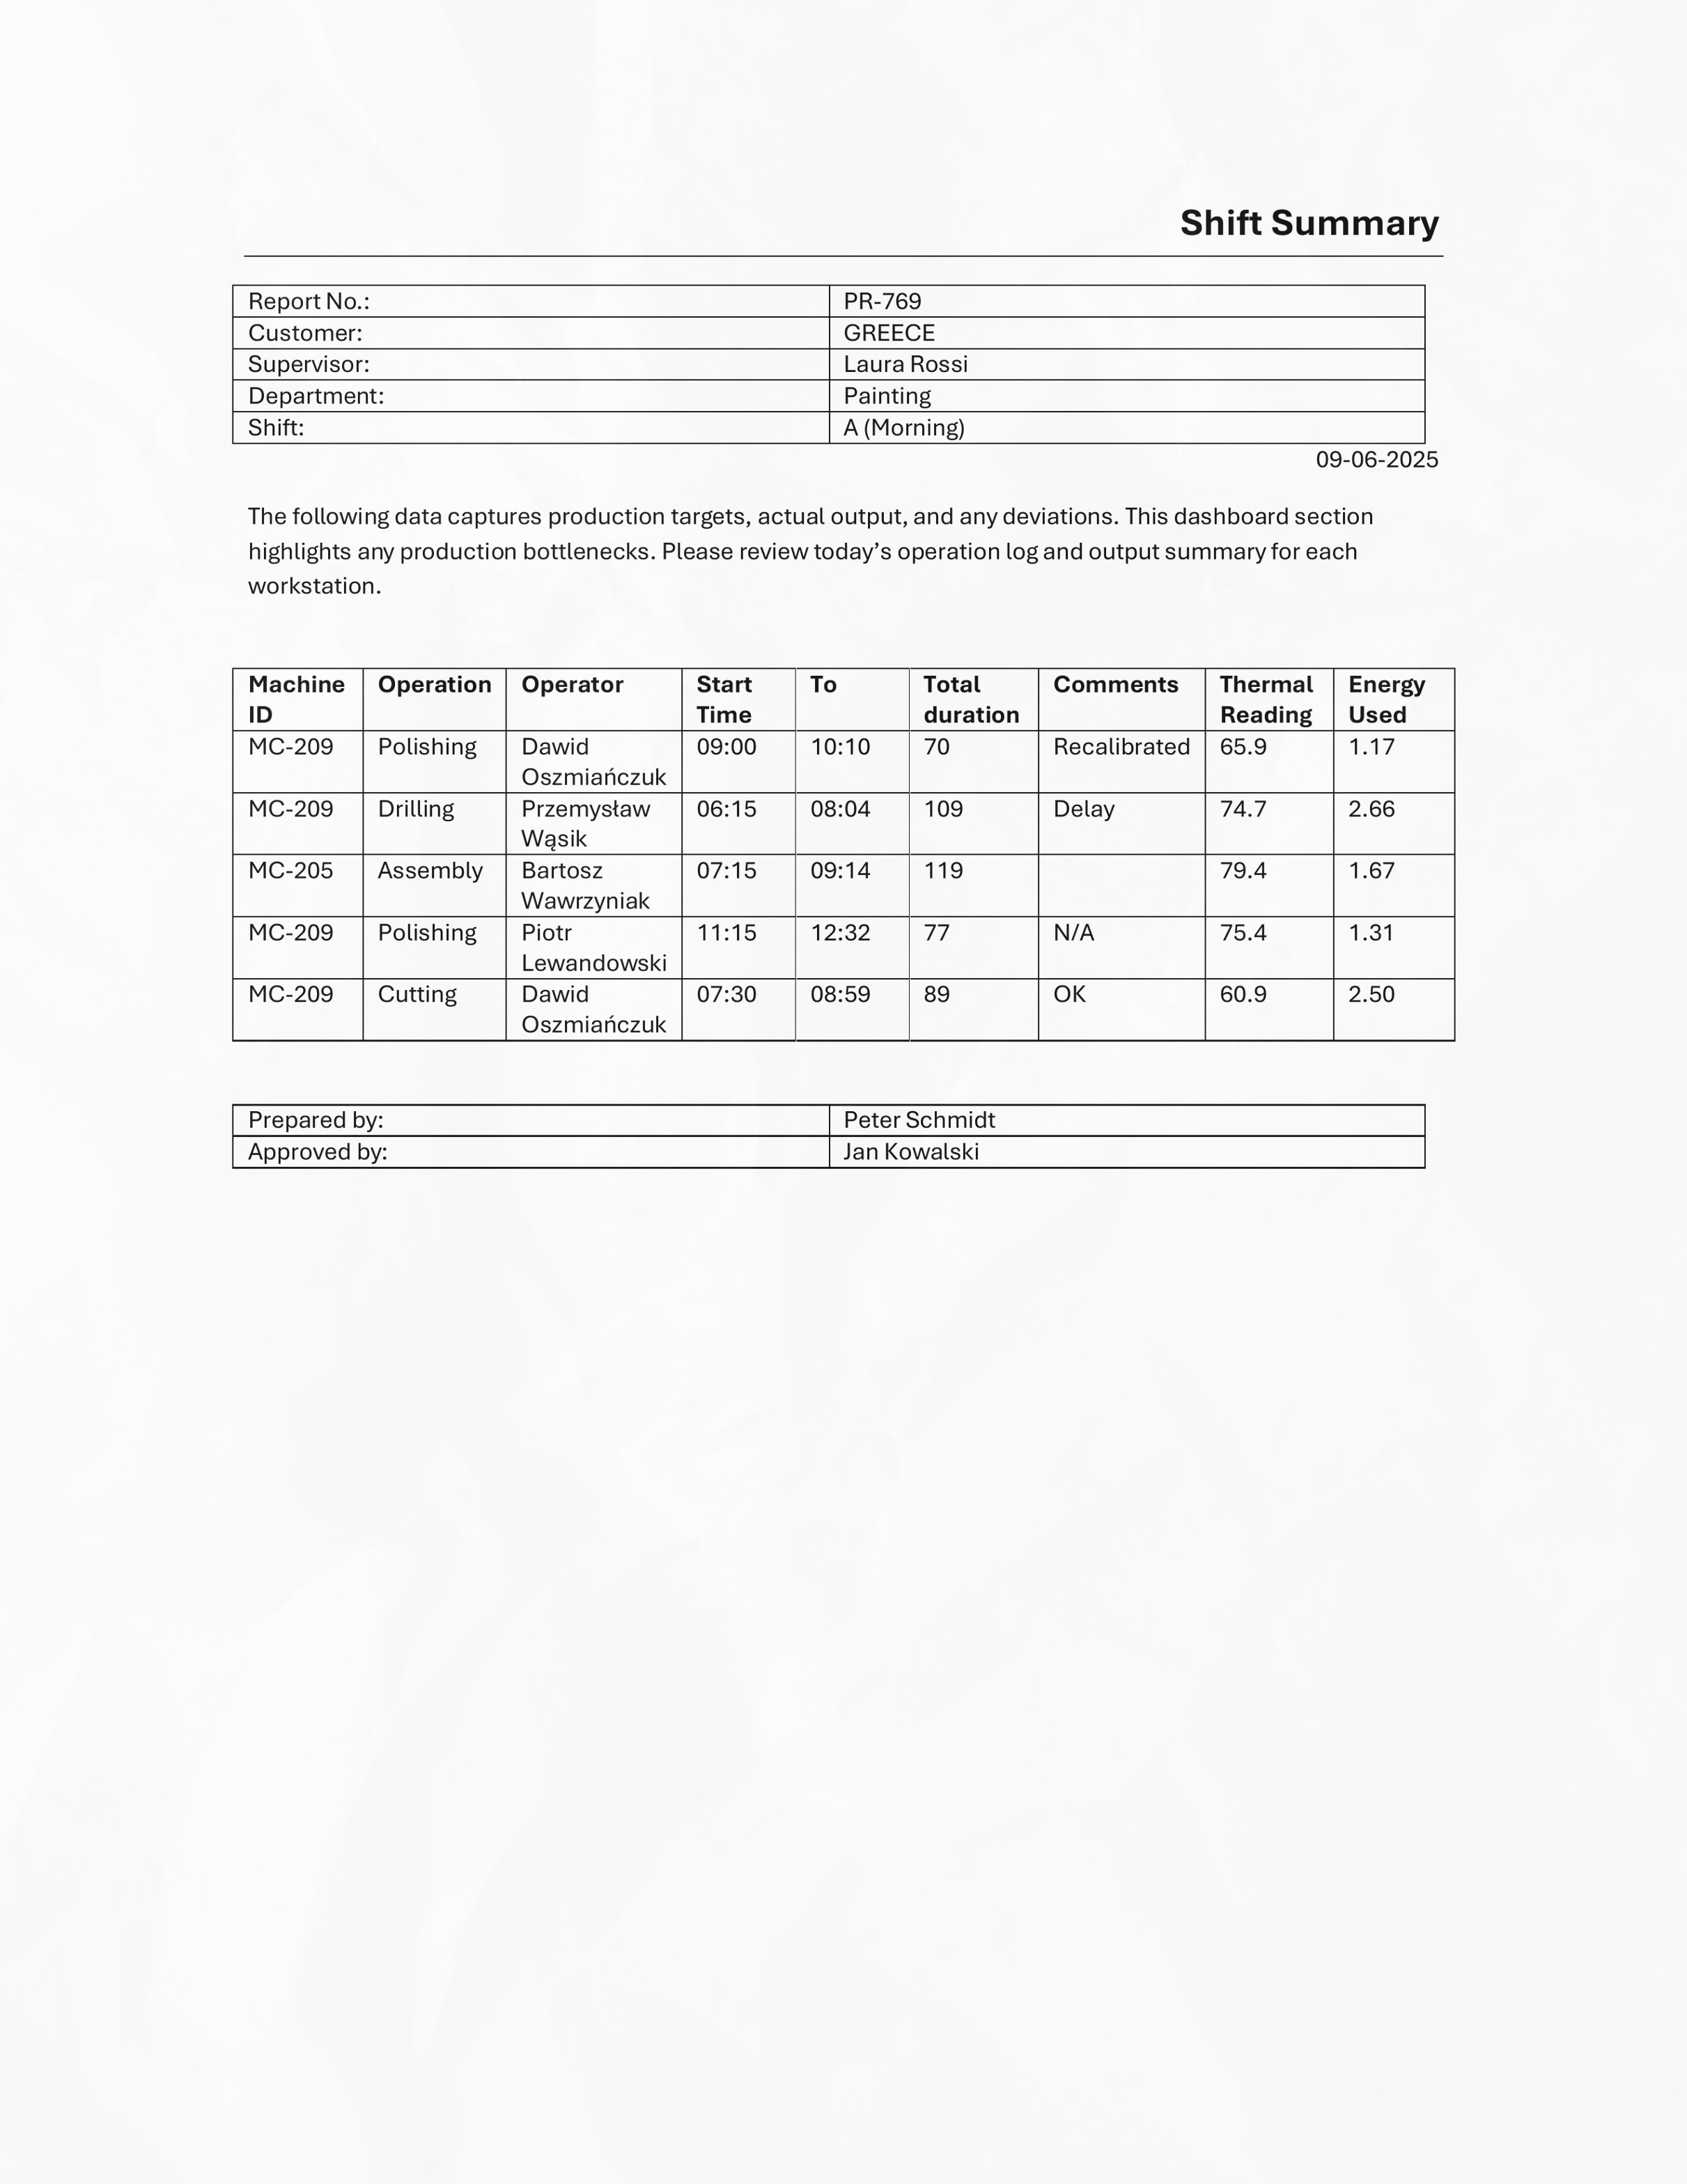 Shift Summary
Report No.: PR-769
Customer: GREECE
Supervisor: Laura Rossi
Department: Painting
Shift: A (Morning)
09-06-2025
The following data captures production targets, actual output, and any deviations. This dashboard section
highlights any production bottlenecks. Please review today’s operation log and output summary for each
workstation.
Machine ID Operation Operator Start Time To Total duration Comments Thermal Reading Energy Used
MC-209 Polishing Dawid Oszmiańczuk 09:00 10:10 70 Recalibrated 65.9 1.17
MC-209 Drilling Przemysław Wąsik 06:15 08:04 109 Delay 74.7 2.66
MC-205 Assembly Bartosz Wawrzyniak 07:15 09:14 119 79.4 1.67
MC-209 Polishing Piotr Lewandowski 11:15 12:32 77 N/A 75.4 1.31
MC-209 Cutting Dawid Oszmiańczuk 07:30 08:59 89 OK 60.9 2.50
Prepared by: Peter Schmidt
Approved by: Jan Kowalski